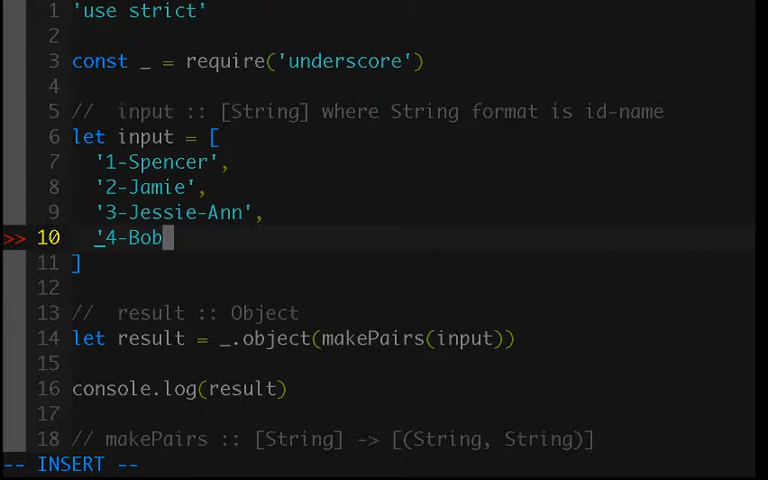 1 'use strict'
2
3 const _ = require('underscore')
4
5 //  input :: [String] where String format is id-name
6 let input = [
7   '1-Spencer',
8   '2-Jamie',
9   '3-Jessie-Ann',
>> 10   '4-Bob
11 ]
12
13 //  result :: Object
14 let result = _.object(makePairs(input))
15
16 console.log(result)
17
18 // makePairs :: [String] -> [(String, String)]
-- INSERT --